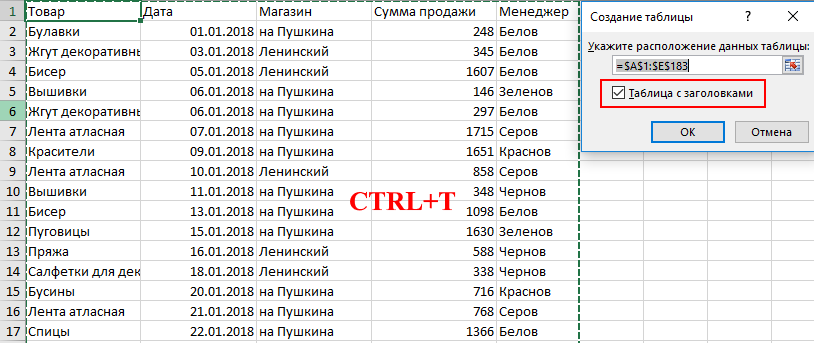 1 Товар Дата Магазин Сумма продажи Менеджер
2 Булавки 01.01.2018 на Пушкина 248 Белов
3 Жгут декоративны 03.01.2018 Ленинский 345 Белов
4 Бисер 05.01.2018 Ленинский 1607 Белов
5 Вышивки 06.01.2018 на Пушкина 146 Зеленов
6 Жгут декоративны 06.01.2018 на Пушкина 297 Белов
7 Лента атласная 07.01.2018 на Пушкина 1715 Серов
8 Красители 09.01.2018 на Пушкина 1651 Краснов
9 Лента атласная 10.01.2018 Ленинский 858 Серов
10 Вышивки 11.01.2018 на Пушкина 348 Чернов
11 Бисер 13.01.2018 на Пушкина 1098 Белов
12 Пуговицы 15.01.2018 на Пушкина 1630 Зеленов
13 Пряжа 16.01.2018 Ленинский 588 Чернов
14 Салфетки для дек 18.01.2018 Ленинский 338 Чернов
15 Бусины 20.01.2018 на Пушкина 716 Краснов
16 Лента атласная 21.01.2018 на Пушкина 768 Серов
17 Спицы 22.01.2018 на Пушкина 1366 Белов
CTRL+T
Создание таблицы ? ×
Укажите расположение данных таблицы:
=$A$1:$E$183
Таблица с заголовками
ОК Отмена